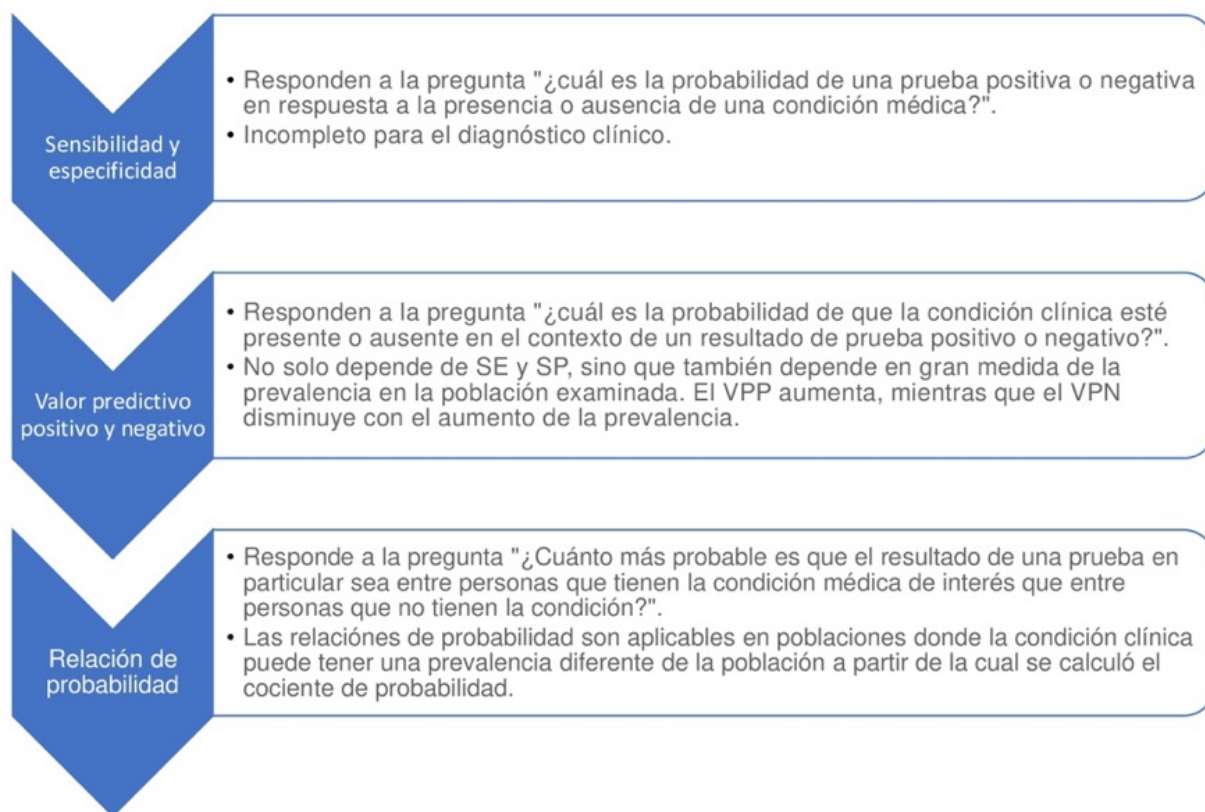 Sensibilidad y
especificidad
• Responden a la pregunta "¿cuál es la probabilidad de una prueba positiva o negativa
en respuesta a la presencia o ausencia de una condición médica?".
• Incompleto para el diagnóstico clínico.
Valor predictivo
positivo y negativo
• Responden a la pregunta "¿cuál es la probabilidad de que la condición clínica esté
presente o ausente en el contexto de un resultado de prueba positivo o negativo?".
• No solo depende de SE y SP, sino que también depende en gran medida de la
prevalencia en la población examinada. El VPP aumenta, mientras que el VPN
disminuye con el aumento de la prevalencia.
Relación de
probabilidad
• Responde a la pregunta "¿Cuánto más probable es que el resultado de una prueba en
particular sea entre personas que tienen la condición médica de interés que entre
personas que no tienen la condición?".
• Las relaciónes de probabilidad son aplicables en poblaciones donde la condición clínica
puede tener una prevalencia diferente de la población a partir de la cual se calculó el
cociente de probabilidad.